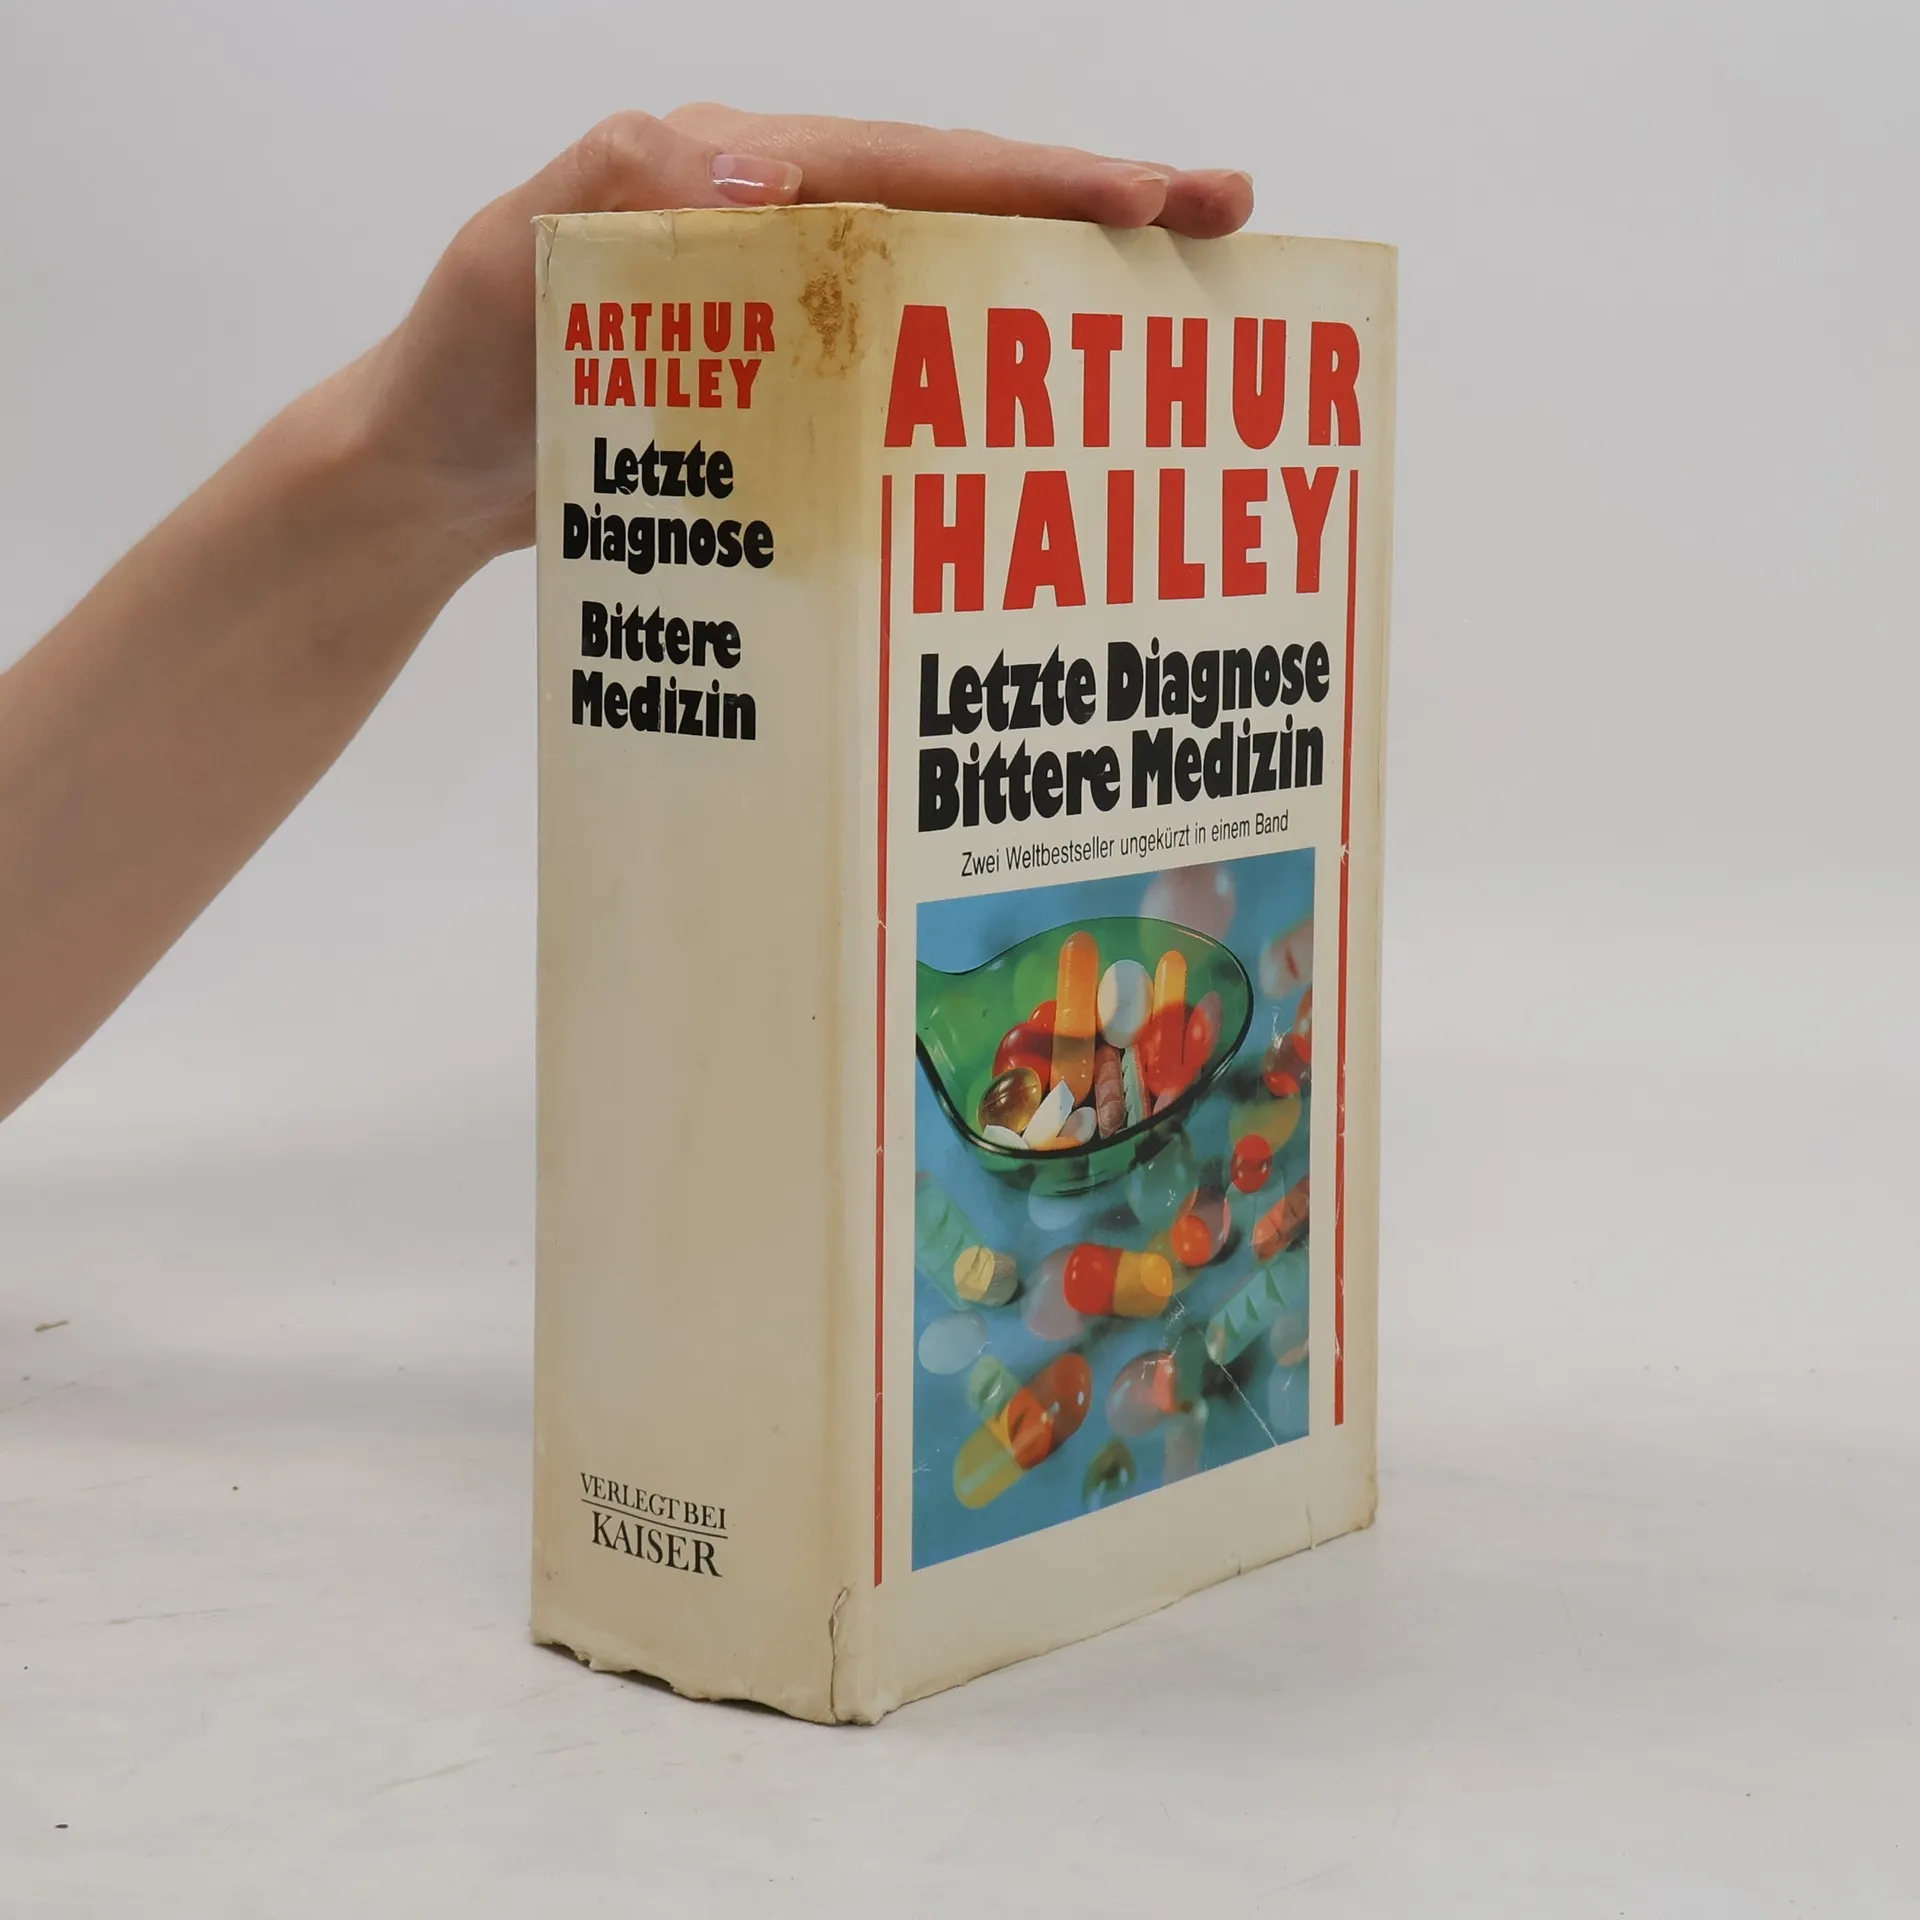 ARTHUR
HAILEY
Letzte
Diagnose
Bittere
Medizin
VERLEGT BEI
KAISER
ARTHUR
HAILEY
Letzte Diagnose
Bittere Medizin
Zwei Weltbestseller ungekürzt in einem Band